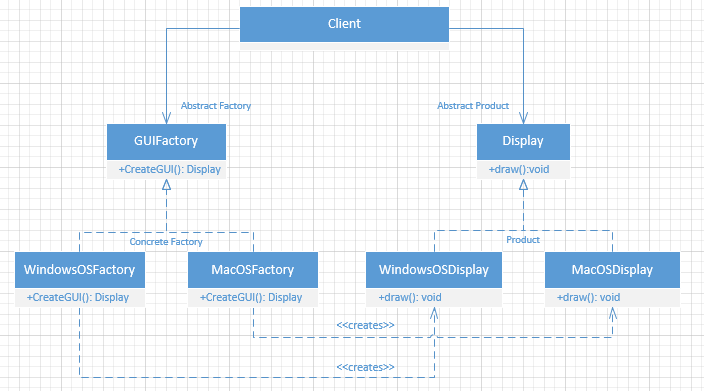 Client
Abstract Factory
Abstract Product
GUIFactory
+CreateGUI(): Display
Display
+draw():void
Concrete Factory
Product
WindowsOSFactory
+CreateGUI(): Display
MacOSFactory
+CreateGUI(): Display
WindowsOSDisplay
+draw(): void
MacOSDisplay
+draw(): void
<<creates>>
<<creates>>